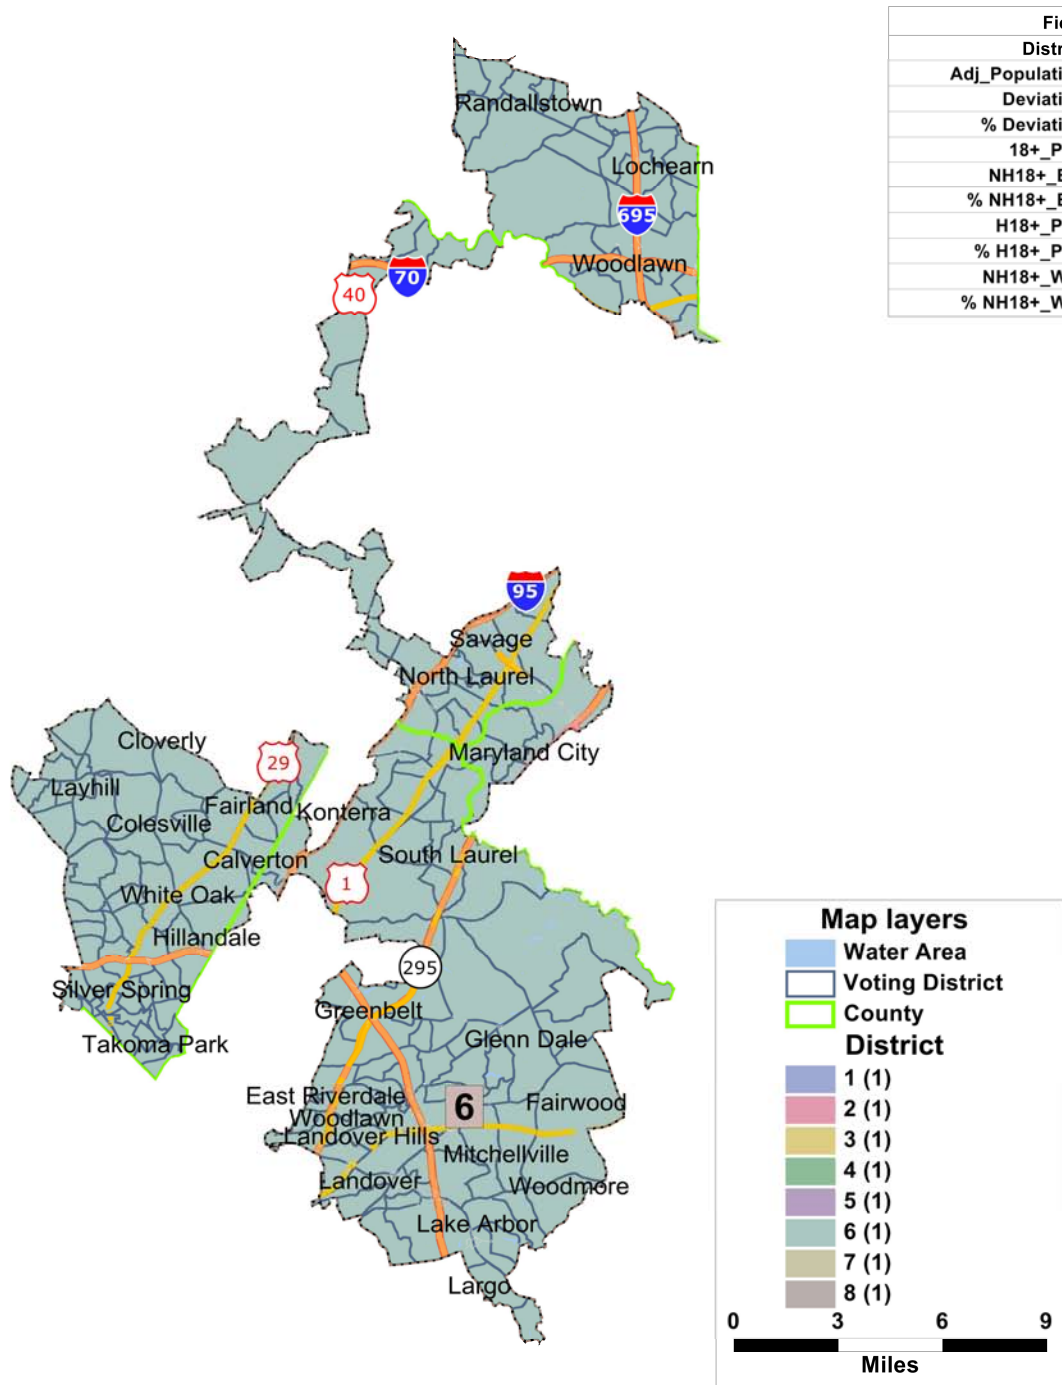 Fie
Distr
Adj_Populati
Deviati
% Deviati
18+_P
NH18+_E
% NH18+_E
H18+_P
% H18+_P
NH18+_W
% NH18+_W
Randallstown
Lochearn
695
Woodlawn
70
40
95
Savage
North Laurel
Maryland City
Cloverly
29
Layhill
Fairland
Konterra
Colesville
Calverton
South Laurel
1
White Oak
Hillandale
295
Silver Spring
Greenbelt
Takoma Park
Glenn Dale
East Riverdale
6
Fairwood
Woodlawn
Landover Hills
Mitchellville
Landover
Woodmore
Lake Arbor
Largo
Map layers
Water Area
Voting District
County
District
1 (1)
2 (1)
3 (1)
4 (1)
5 (1)
6 (1)
7 (1)
8 (1)
0 3 6 9
Miles